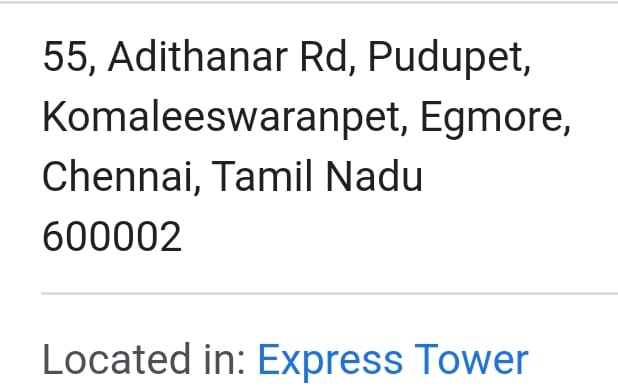 55, Adithanar Rd, Pudupet,
Komaleeswaranpet, Egmore,
Chennai, Tamil Nadu
600002
Located in: Express Tower